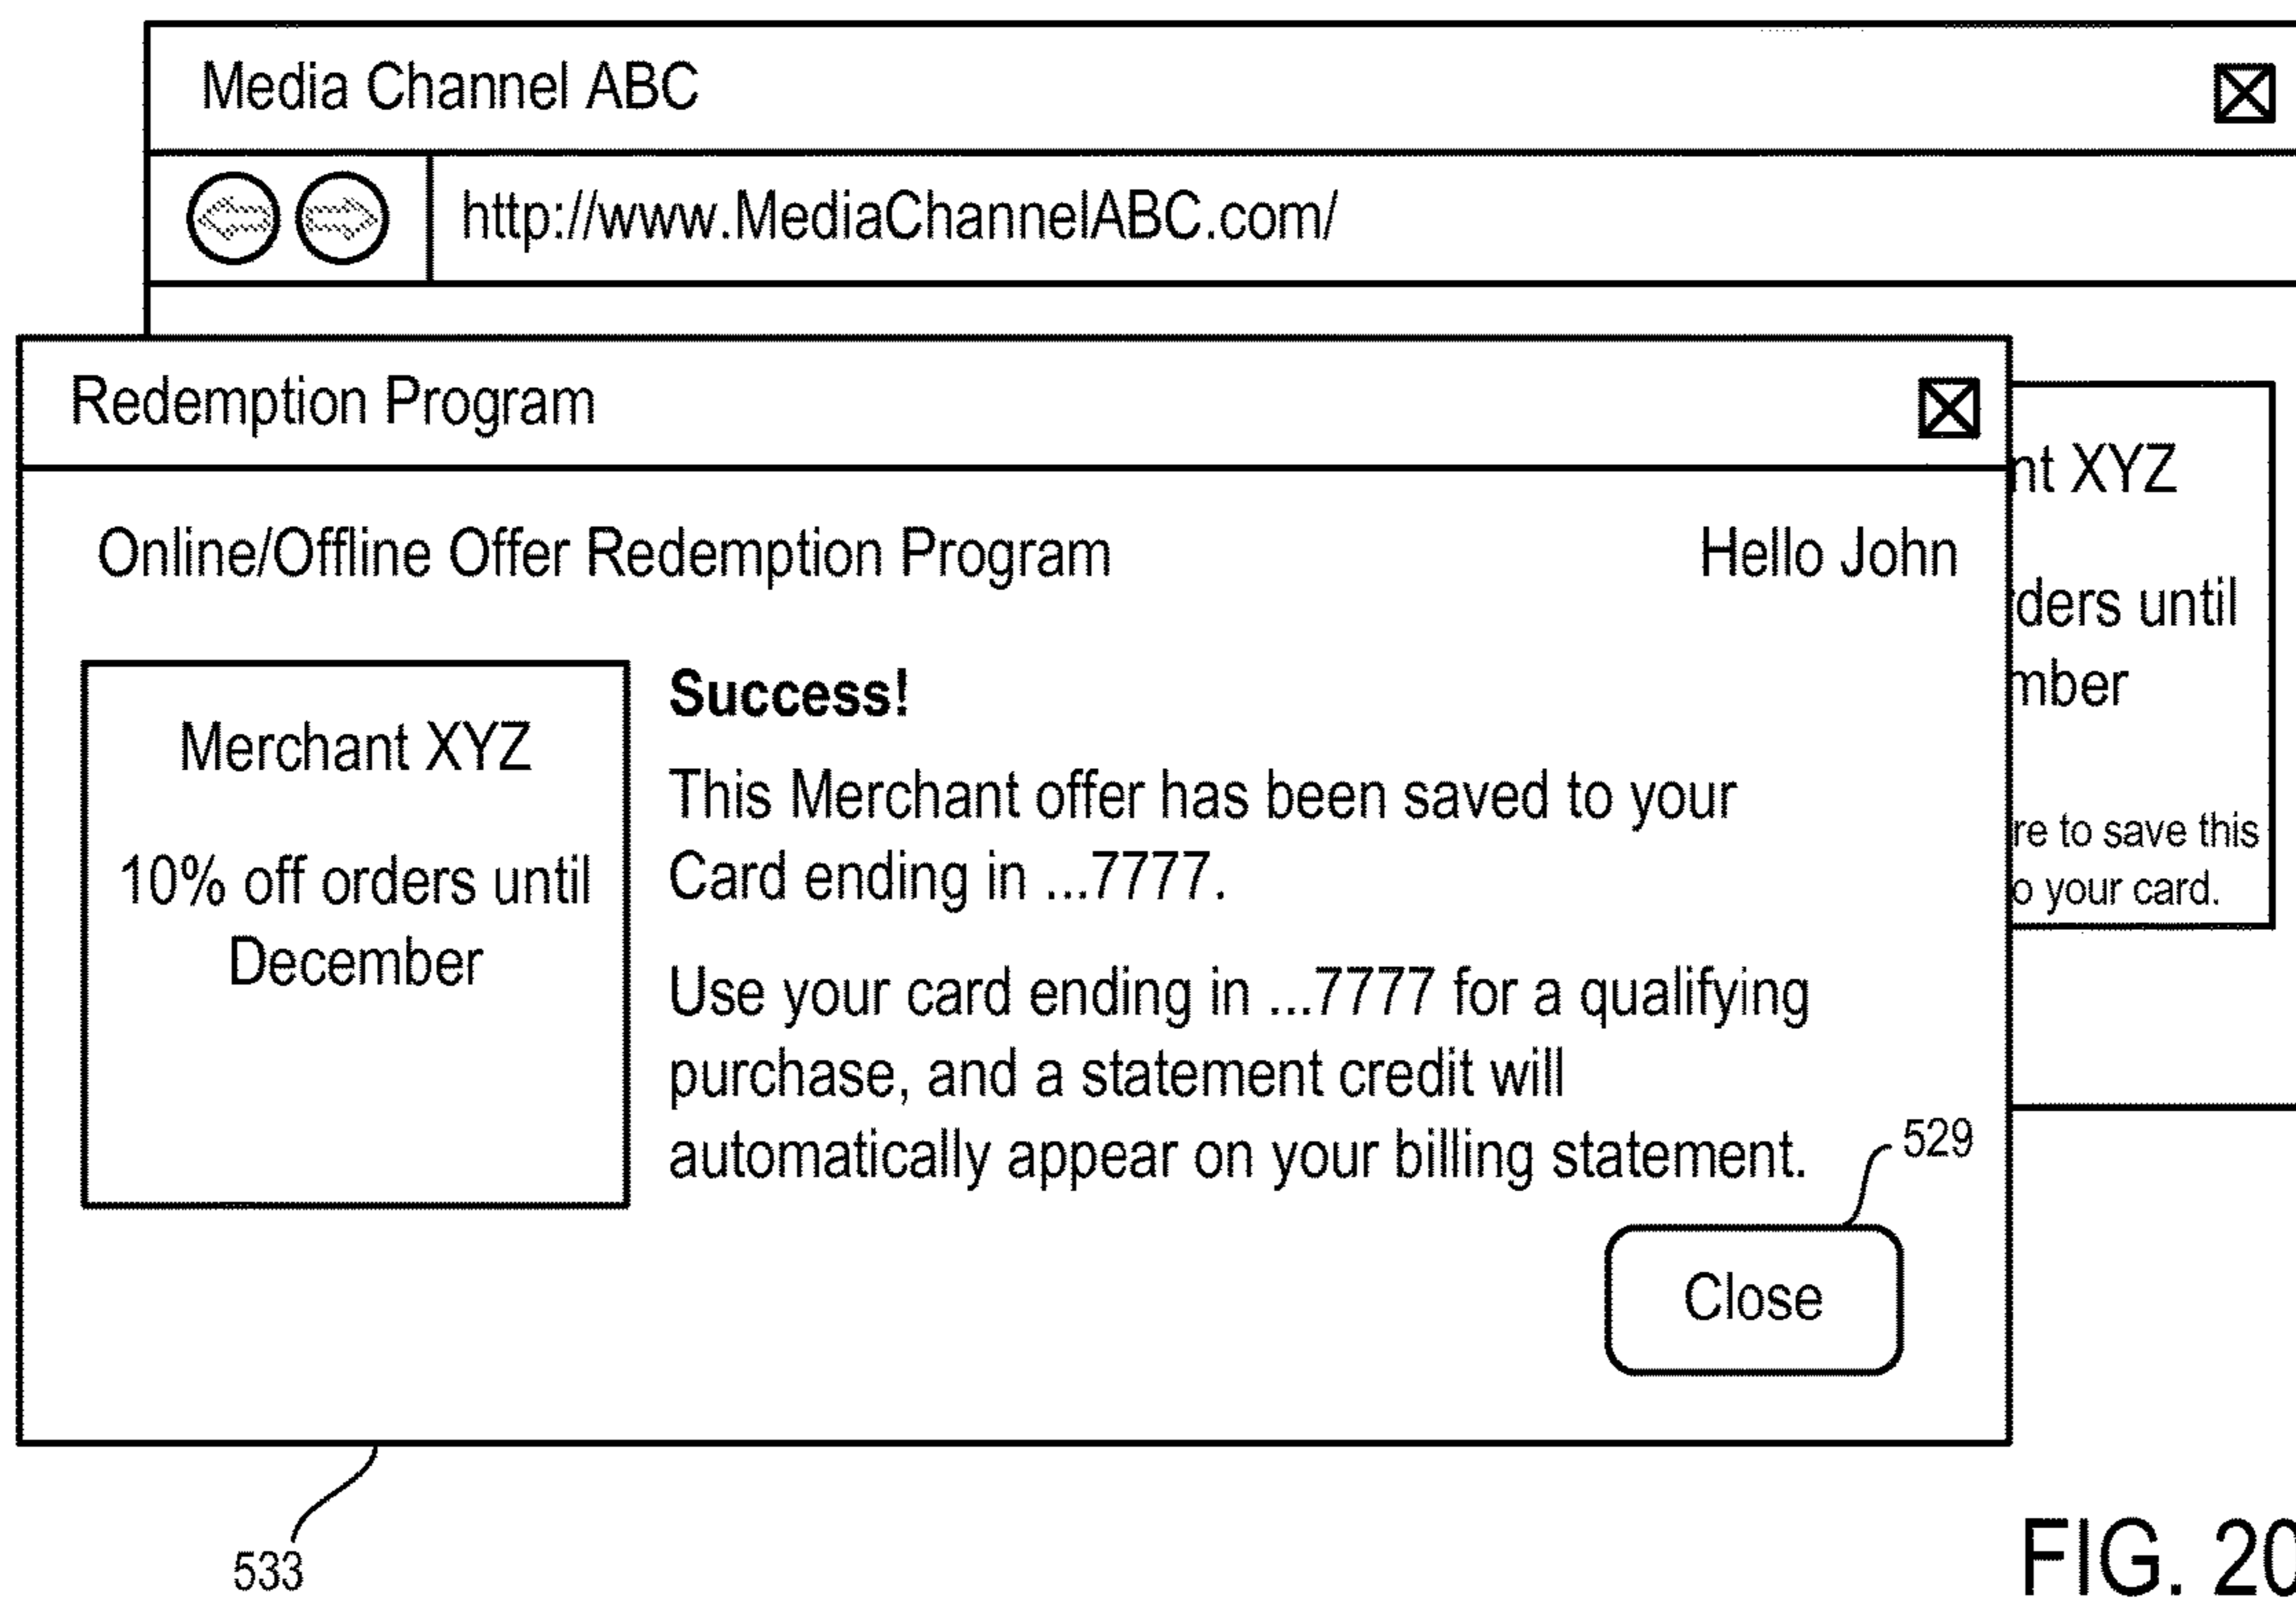 Media Channel ABC
http://www.MediaChannelABC.com/
Redemption Program
Online/Offline Offer Redemption Program
Hello John
Merchant XYZ
10% off orders until
December
Success!
This Merchant offer has been saved to your
Card ending in ...7777.
Use your card ending in ...7777 for a qualifying
purchase, and a statement credit will
automatically appear on your billing statement.
529
Close
nt XYZ
ders until
mber
re to save this
o your card.
533
FIG. 20